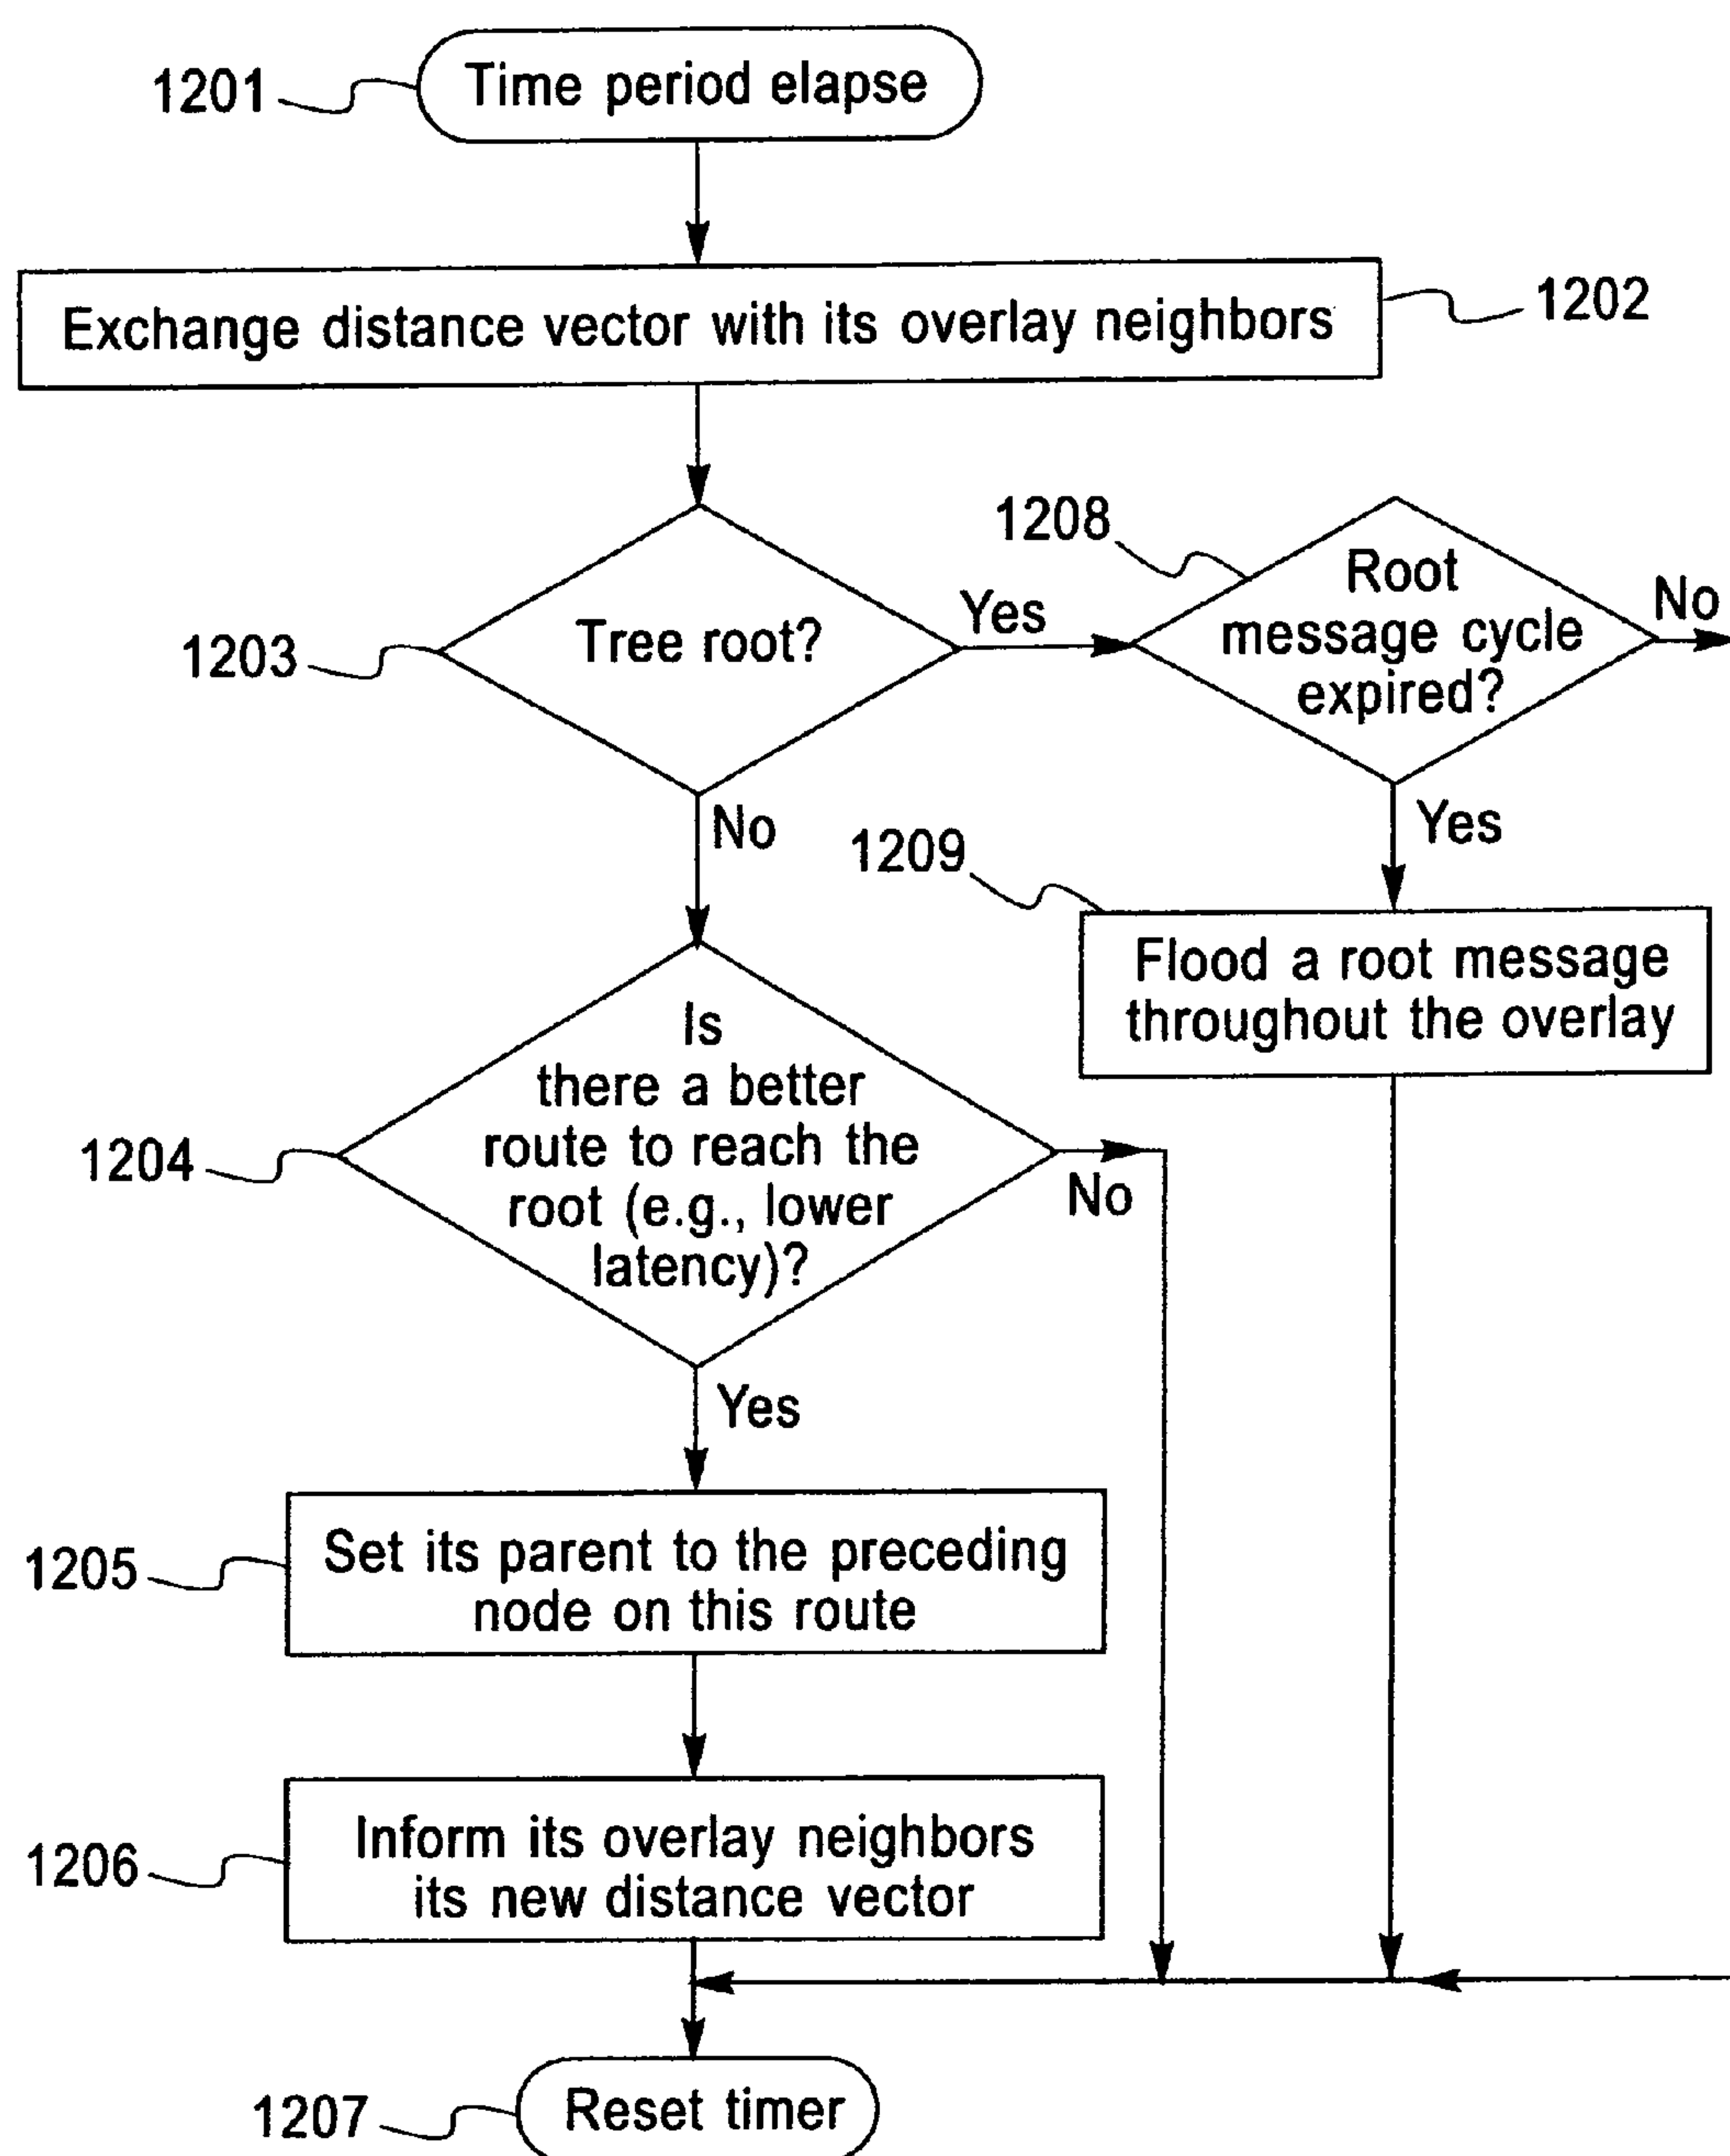 1201
Time period elapse
Exchange distance vector with its overlay neighbors
1202
1203
Tree root?
Yes
No
1208
Root
message cycle
expired?
No
Yes
1209
Flood a root message
throughout the overlay
1204
Is
there a better
route to reach the
root (e.g., lower
latency)?
No
Yes
1205
Set its parent to the preceding
node on this route
1206
Inform its overlay neighbors
its new distance vector
1207
Reset timer